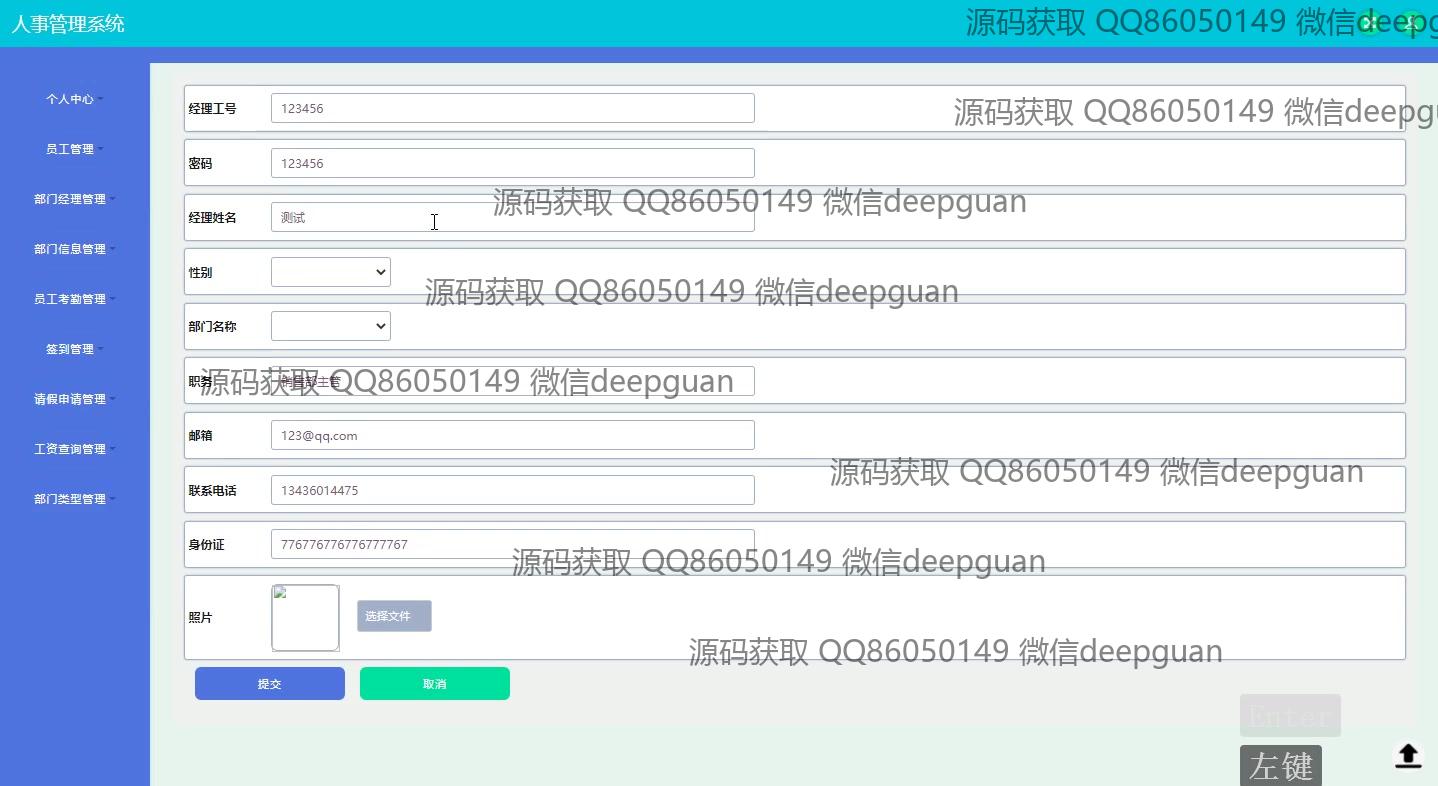 人事管理系统
源码获取 QQ86050149 微信deepg
个人中心
员工管理
部门经理管理
部门信息管理
员工考勤管理
签到管理
请假申请管理
工资查询管理
部门类型管理
经理工号 123456
源码获取 QQ86050149 微信deepg
密码 123456
源码获取 QQ86050149 微信deepguan
经理姓名 测试
性别
源码获取 QQ86050149 微信deepguan
部门名称
职务 销售部主管
源码获取 QQ86050149 微信deepguan
邮箱 123@qq.com
源码获取 QQ86050149 微信deepguan
联系电话 13436014475
身份证 776776776776777767
源码获取 QQ86050149 微信deepguan
照片 选择文件
源码获取 QQ86050149 微信deepguan
提交 取消
Enter
左键